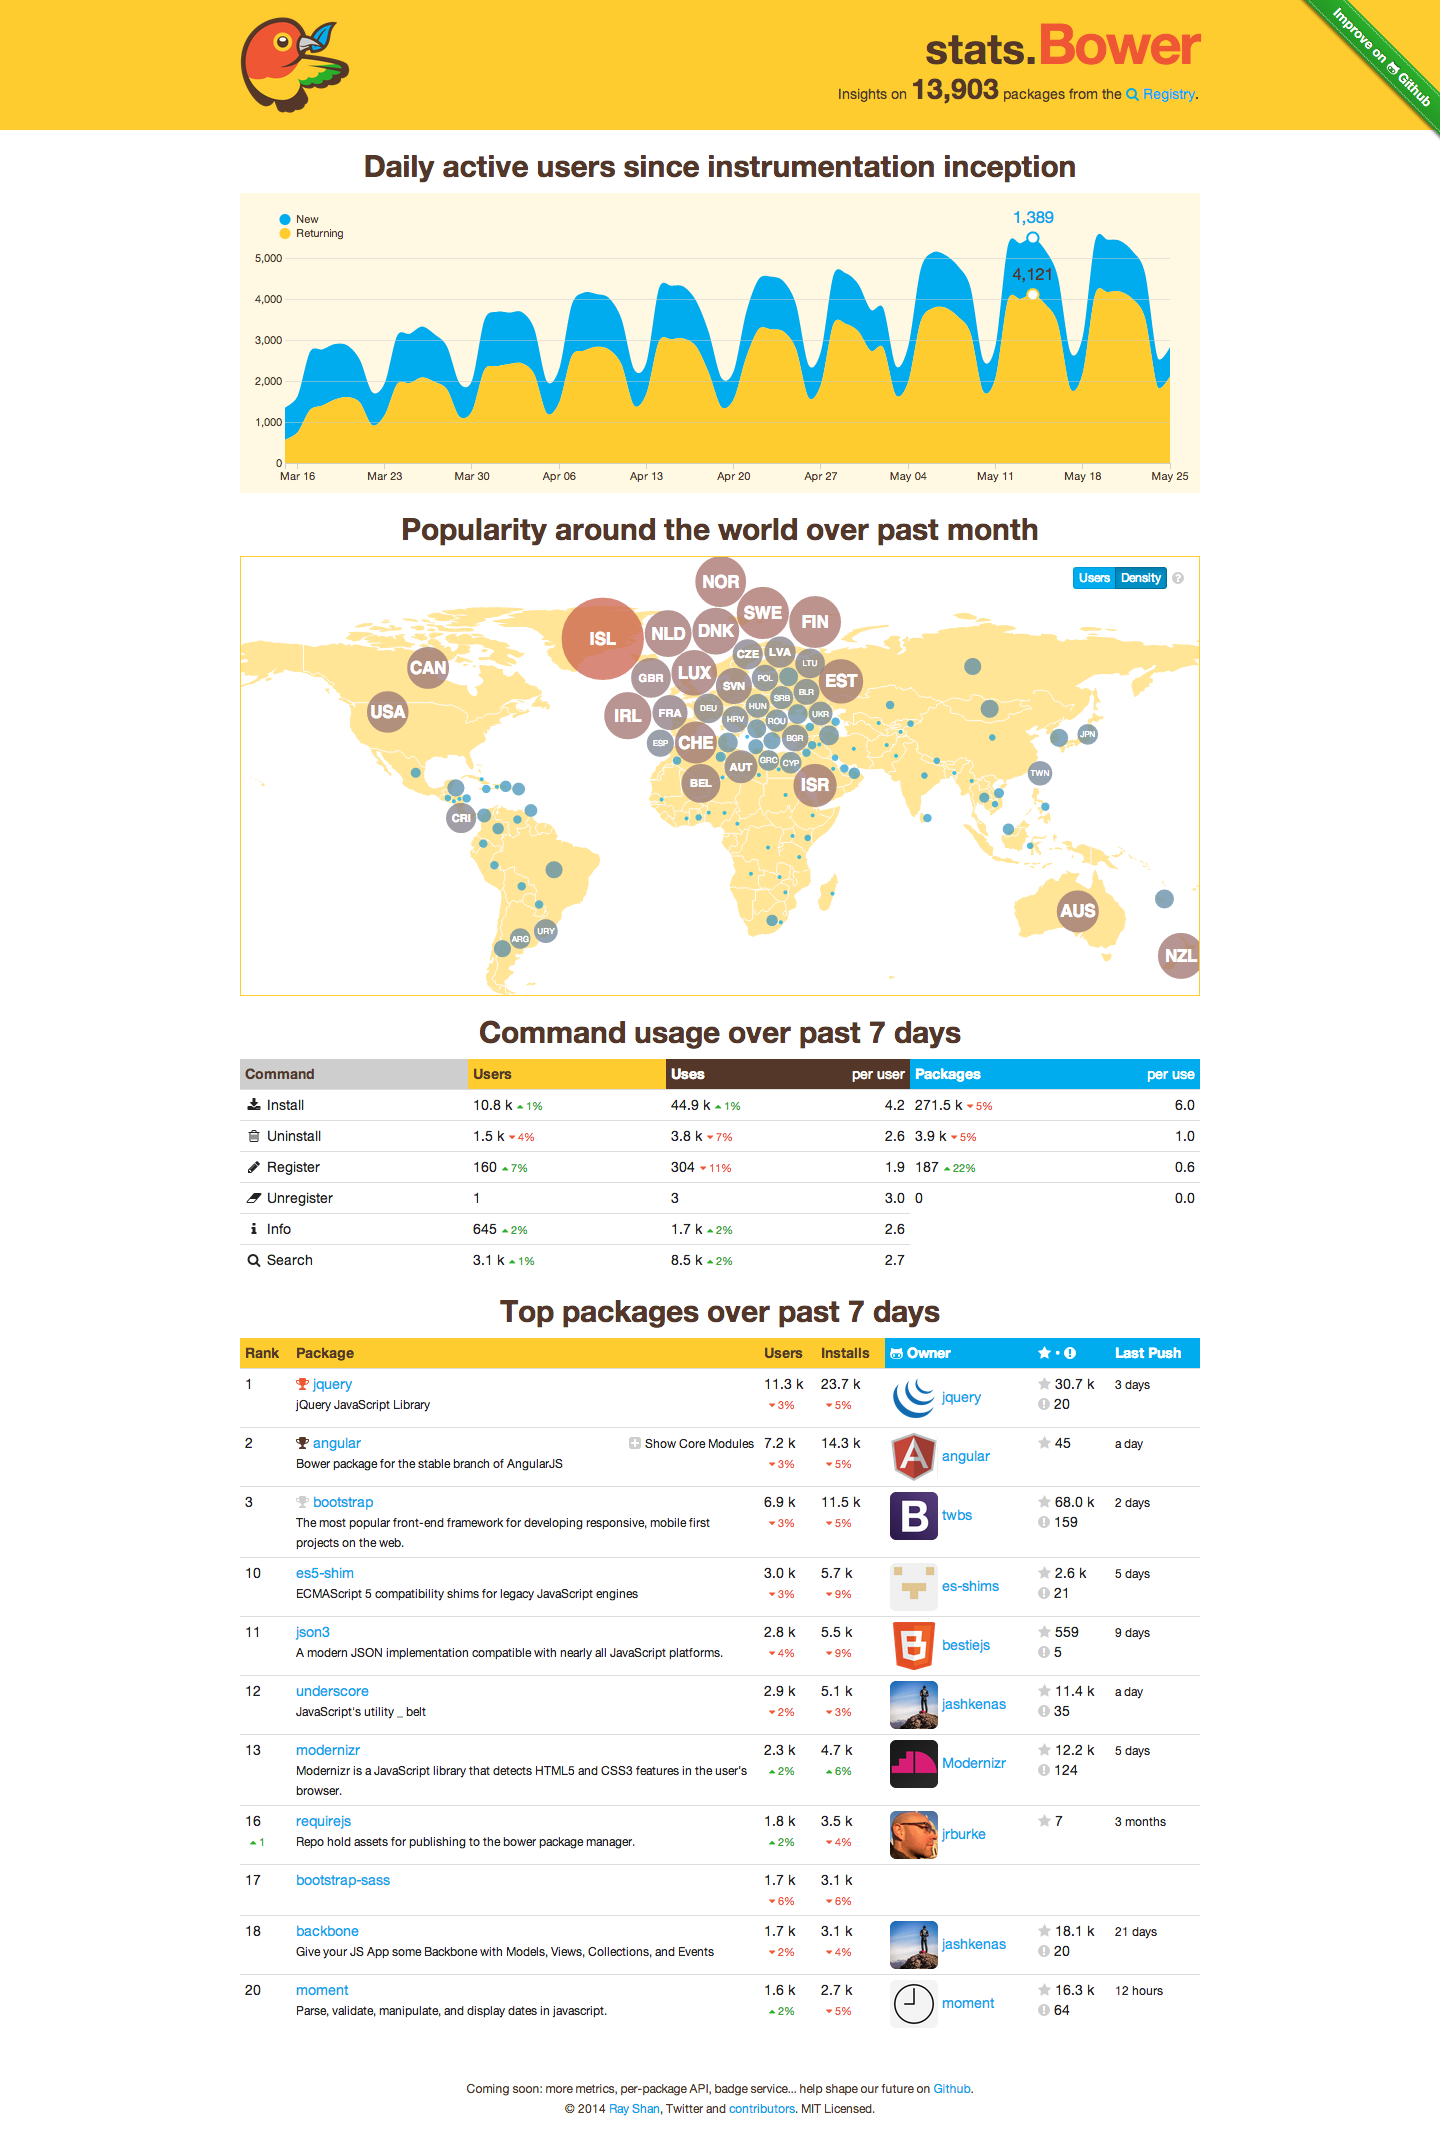 stats.Bower
Insights on 13,903 packages from the Registry.
Improve on Github
Daily active users since instrumentation inception
New
Returning
1,389
4,121
5,000
4,000
3,000
2,000
1,000
0
Mar 16 Mar 23 Mar 30 Apr 06 Apr 13 Apr 20 Apr 27 May 04 May 11 May 18 May 25
Popularity around the world over past month
Users Density ?
NOR
SWE
FIN
ISL
NLD
DNK
CZE
LVA
LTU
CAN
GBR
LUX
SVN
POL
BLR
EST
USA
IRL
FRA
DEU
HRV
HUN
SRB
ROU
UKR
ESP
CHE
BGR
JPN
AUT
GRC
CYP
TWN
BEL
ISR
CRI
AUS
ARG
URY
NZL
Command usage over past 7 days
Command Users Uses per user Packages per use
Install 10.8 k 1% 44.9 k 1% 4.2 271.5 k 5% 6.0
Uninstall 1.5 k 4% 3.8 k 7% 2.6 3.9 k 5% 1.0
Register 160 7% 304 11% 1.9 187 22% 0.6
Unregister 1 3 3.0 0 0.0
Info 645 2% 1.7 k 2% 2.6
Search 3.1 k 1% 8.5 k 2% 2.7
Top packages over past 7 days
Rank Package Users Installs Owner Last Push
1 jquery 11.3 k 23.7 k jquery 30.7 k 3 days
jQuery JavaScript Library 3% 5% 20
2 angular Show Core Modules 7.2 k 14.3 k angular 45 a day
Bower package for the stable branch of AngularJS 3% 5%
3 bootstrap 6.9 k 11.5 k twbs 68.0 k 2 days
The most popular front-end framework for developing responsive, mobile first 3% 5% 159
projects on the web.
10 es5-shim 3.0 k 5.7 k es-shims 2.6 k 5 days
ECMAScript 5 compatibility shims for legacy JavaScript engines 3% 9% 21
11 json3 2.8 k 5.5 k bestiejs 559 9 days
A modern JSON implementation compatible with nearly all JavaScript platforms. 4% 9% 5
12 underscore 2.9 k 5.1 k jashkenas 11.4 k a day
JavaScript's utility _ belt 2% 3% 35
13 modernizr 2.3 k 4.7 k Modernizr 12.2 k 5 days
Modernizr is a JavaScript library that detects HTML5 and CSS3 features in the user's 2% 6% 124
browser.
16 requirejs 1.8 k 3.5 k jrburke 7 3 months
1 Repo hold assets for publishing to the bower package manager. 2% 4%
17 bootstrap-sass 1.7 k 3.1 k
6% 6%
18 backbone 1.7 k 3.1 k jashkenas 18.1 k 21 days
Give your JS App some Backbone with Models, Views, Collections, and Events 2% 4% 20
20 moment 1.6 k 2.7 k moment 16.3 k 12 hours
Parse, validate, manipulate, and display dates in javascript. 2% 5% 64
Coming soon: more metrics, per-package API, badge service... help shape our future on Github.
© 2014 Ray Shan, Twitter and contributors. MIT Licensed.